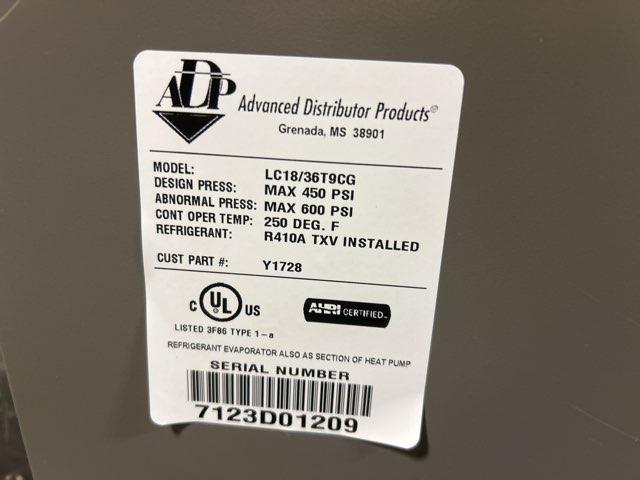 ADP
Advanced Distributor Products®
Grenada, MS 38901
MODEL: LC18/36T9CG
DESIGN PRESS: MAX 450 PSI
ABNORMAL PRESS: MAX 600 PSI
CONT OPER TEMP: 250 DEG. F
REFRIGERANT: R410A TXV INSTALLED
CUST PART #: Y1728
C UL US
AHRI CERTIFIED™
LISTED 3F86 TYPE 1-a
REFRIGERANT EVAPORATOR ALSO AS SECTION OF HEAT PUMP
SERIAL NUMBER
7123D01209